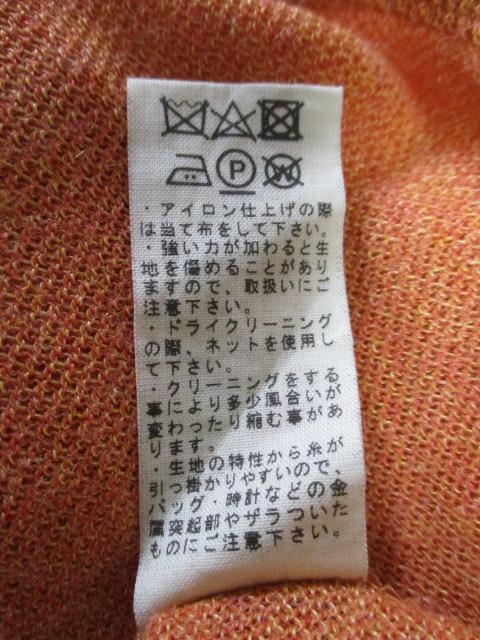 P W
・アイロン仕上げの際
は当て布をして下さい。
・強い力が加わると生
地を傷めることがあり
ますので、取扱いにご
注意下さい。
・ドライクリーニング
の際、ネットを使用し
て下さい。
・クリーニングをする
事により多少風合いが
変わったり縮む事があ
ります。
・生地の特性から糸が
引っ掛かりやすいので、
バッグ・時計などの金
属突起部やザラついた
ものにご注意下さい。